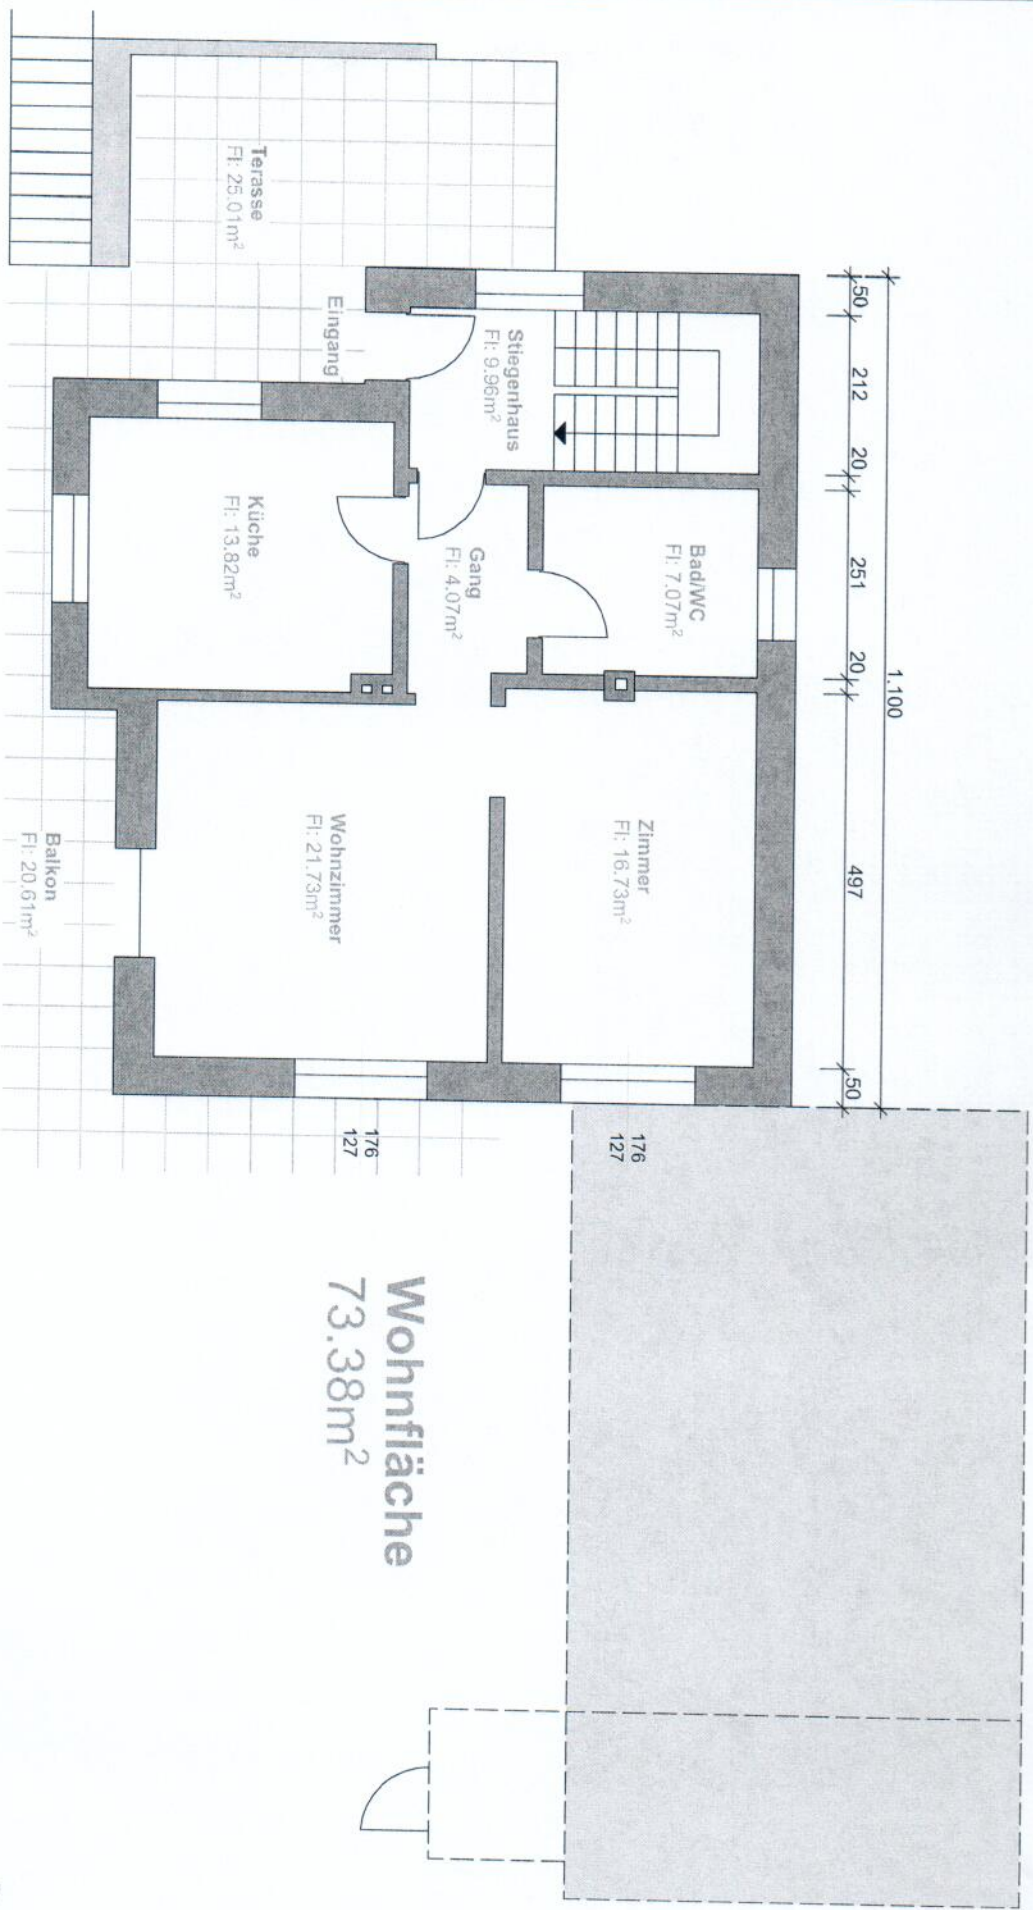 1.100
50
212
20
251
20
497
50
Terasse
Fl: 25.01m²
Eingang
Stiegenhaus
Fl: 9.96m²
Küche
Fl: 13.82m²
Gang
Fl: 4.07m²
Bad/WC
Fl: 7.07m²
Wohnzimmer
Fl: 21.73m²
Zimmer
Fl: 16.73m²
Balkon
Fl: 20.61m²
176
127
176
127
Wohnfläche
73.38m²